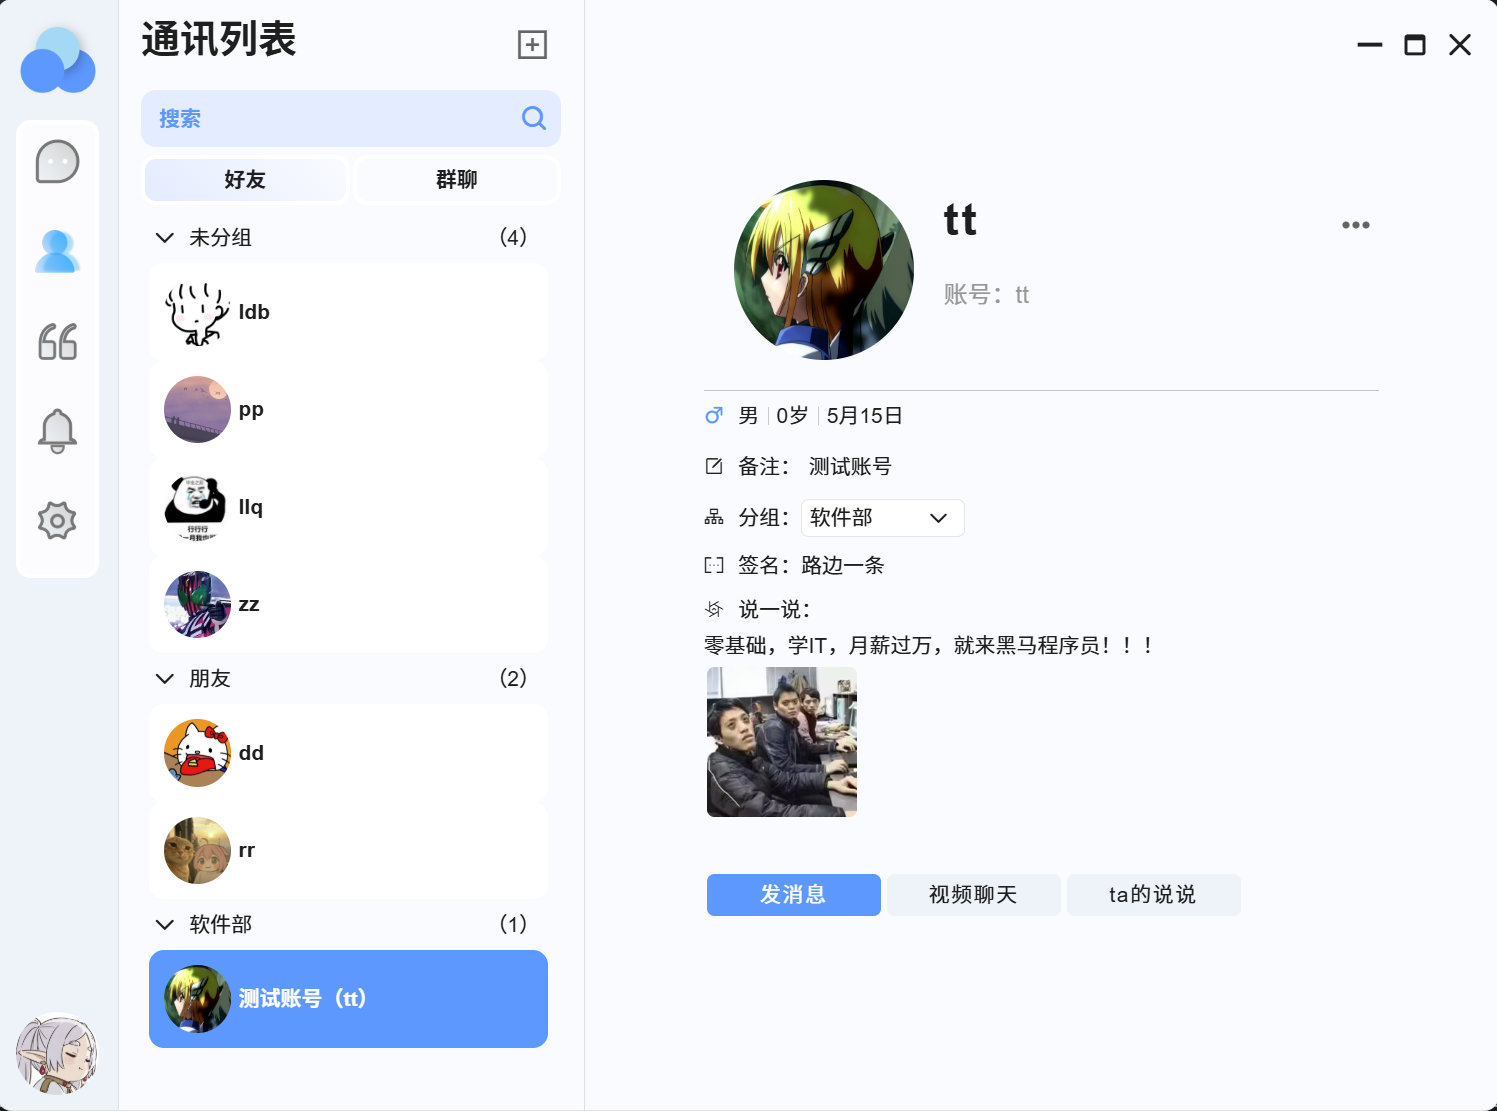 通讯列表
搜索
好友
群聊
未分组
(4)
ldb
pp
llq
行行行
zz
朋友
(2)
dd
rr
软件部
(1)
测试账号（tt）
tt
账号：tt
男 0岁 5月15日
备注： 测试账号
分组： 软件部
签名：路边一条
说一说：
零基础，学IT，月薪过万，就来黑马程序员！！！
发消息
视频聊天
ta的说说